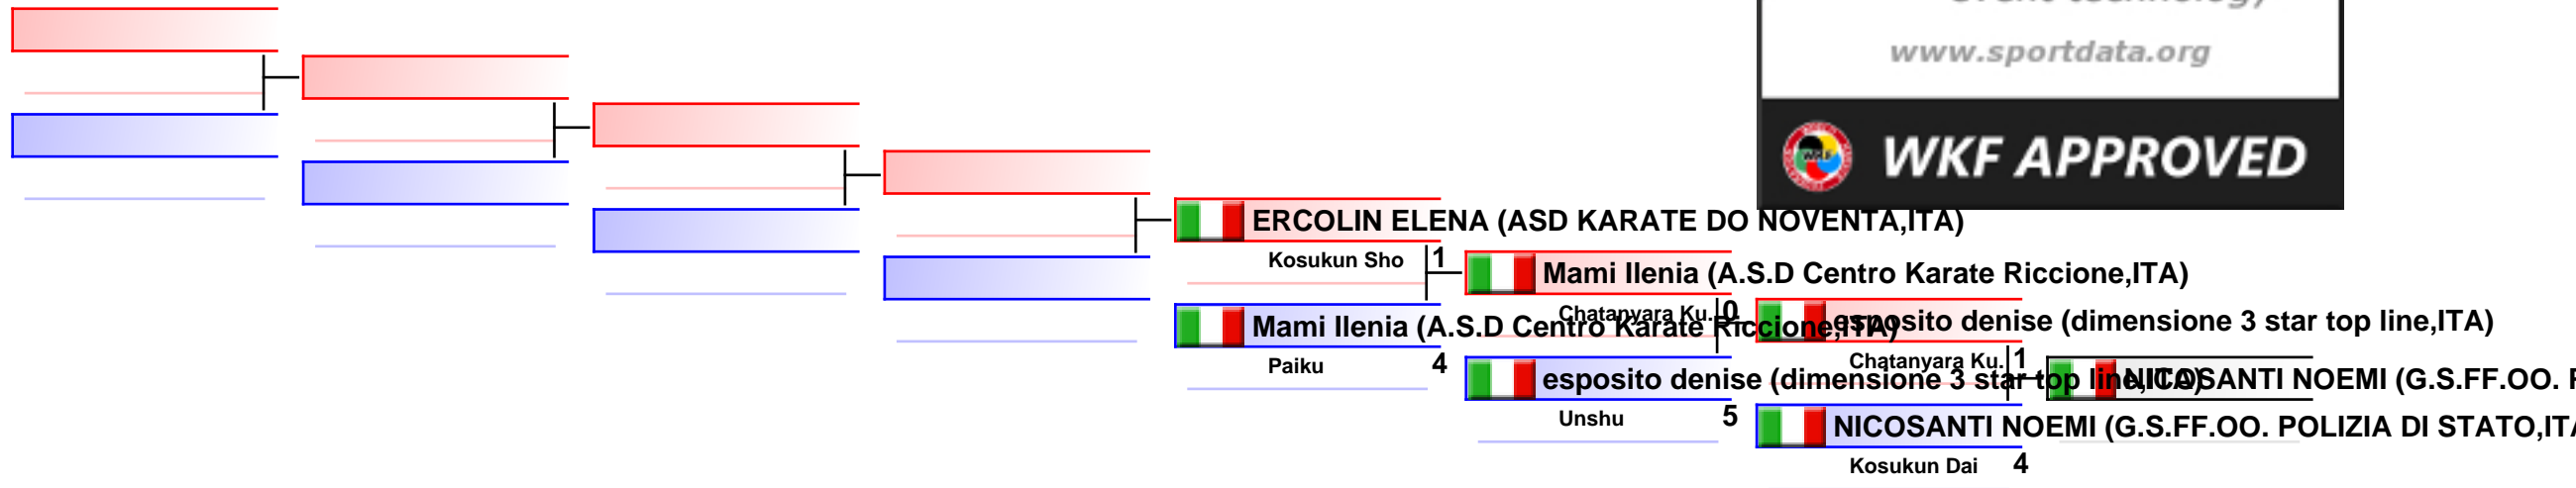 event technology
www.sportdata.org
WKF APPROVED
ERCOLIN ELENA (ASD KARATE DO NOVENTA,ITA)
Kosukun Sho 1
Mami Ilenia (A.S.D Centro Karate Riccione,ITA)
Paiku 4
Mami Ilenia (A.S.D Centro Karate Riccione,ITA)
Chatanyara Ku. 0
esposito denise (dimensione 3 star top line,ITA)
Unshu 5
esposito denise (dimensione 3 star top line,ITA)
Chatanyara Ku. 1
NICOSANTI NOEMI (G.S.FF.OO. POLIZIA DI STATO,ITA
Kosukun Dai 4
NICOSANTI NOEMI (G.S.FF.OO.